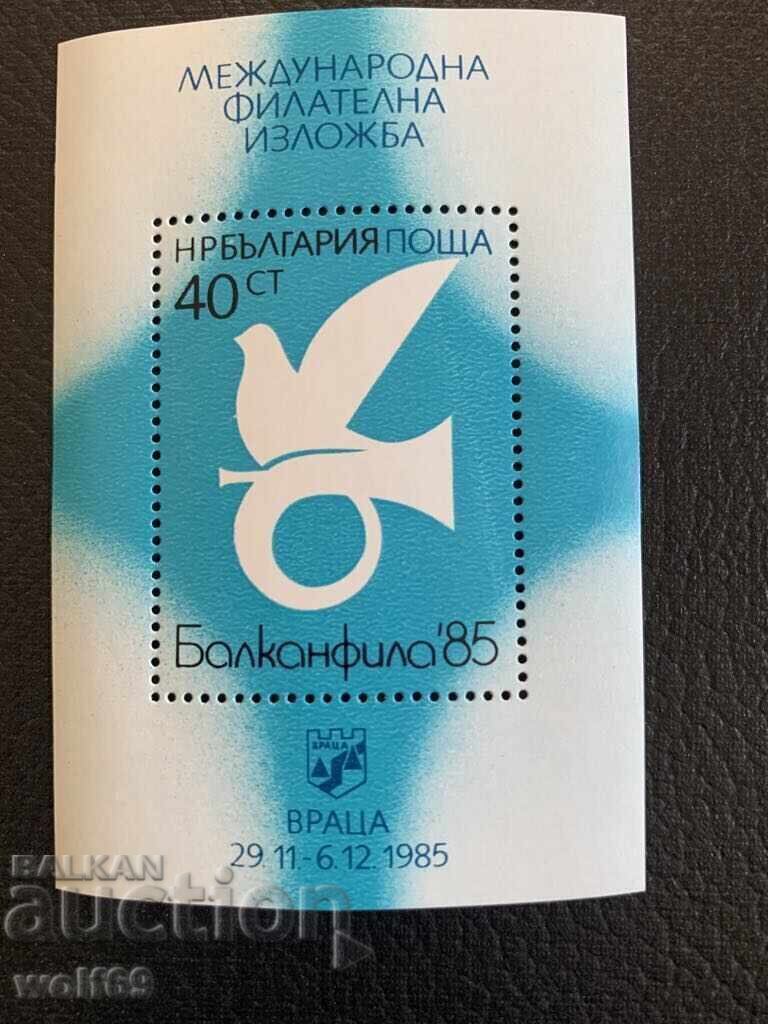 МЕЖДУНАРОДНА
ФИЛАТЕЛНА
ИЗЛОЖБА
НРБЪЛГАРИЯ ПОЩА
40 СТ
Балканфила'85
ВРАЦА
ВРАЦА
29.11.-6.12.1985
BALKAN
auction
wolf69